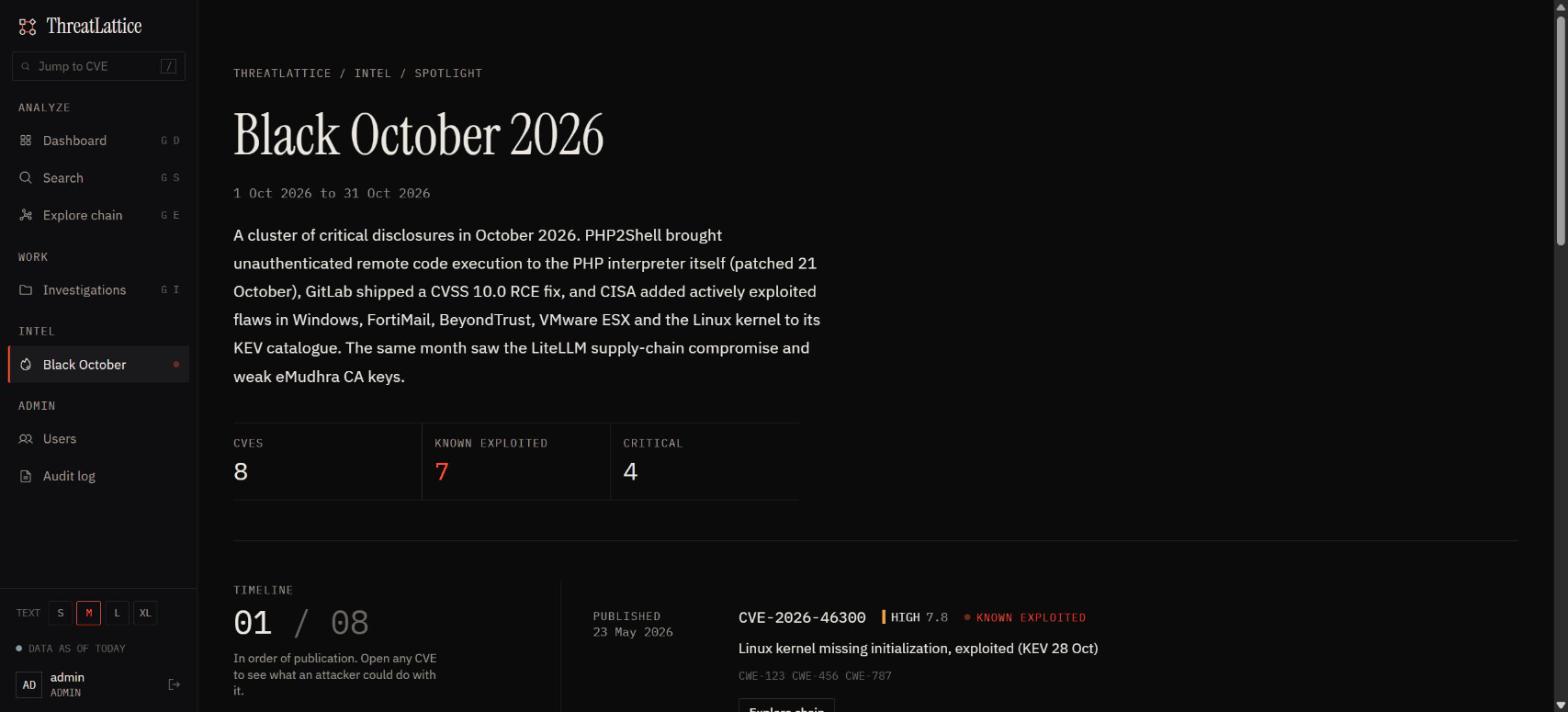 ThreatLattice
Jump to CVE /
ANALYZE
Dashboard G D
Search G S
Explore chain G E
WORK
Investigations G I
INTEL
Black October
ADMIN
Users
Audit log
TEXT S M L XL
DATA AS OF TODAY
AD admin
ADMIN
THREATLATTICE / INTEL / SPOTLIGHT
Black October 2026
1 Oct 2026 to 31 Oct 2026
A cluster of critical disclosures in October 2026. PHP2Shell brought
unauthenticated remote code execution to the PHP interpreter itself (patched 21
October), GitLab shipped a CVSS 10.0 RCE fix, and CISA added actively exploited
flaws in Windows, FortiMail, BeyondTrust, VMware ESX and the Linux kernel to its
KEV catalogue. The same month saw the LiteLLM supply-chain compromise and
weak eMudhra CA keys.
CVES
8
KNOWN EXPLOITED
7
CRITICAL
4
TIMELINE
01 / 08
In order of publication. Open any CVE
to see what an attacker could do with
it.
PUBLISHED
23 May 2026
CVE-2026-46300 HIGH 7.8 KNOWN EXPLOITED
Linux kernel missing initialization, exploited (KEV 28 Oct)
CWE-123 CWE-456 CWE-787
Explore chain